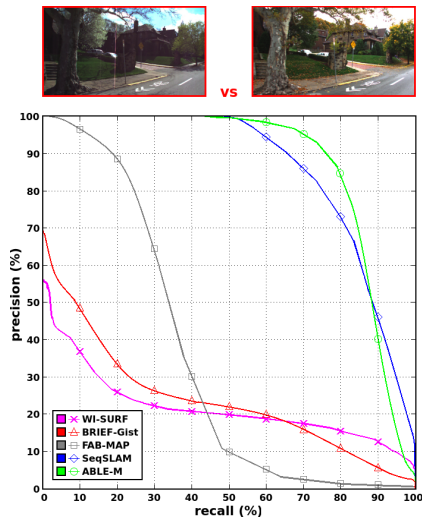 vs
100
90
80
70
60
50
40
30
20
10
0
precision (%)
WI-SURF
BRIEF-Gist
FAB-MAP
SeqSLAM
ABLE-M
0 10 20 30 40 50 60 70 80 90 100
recall (%)